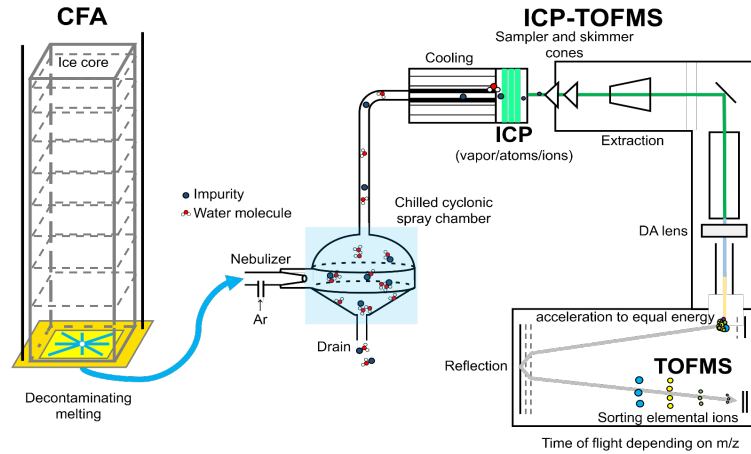 CFA
ICP-TOFMS
Ice core
Cooling
Sampler and skimmer
cones
ICP
(vapor/atoms/ions)
Extraction
Impurity
Water molecule
Chilled cyclonic
spray chamber
DA lens
Nebulizer
Ar
Drain
acceleration to equal energy
Reflection
TOFMS
Sorting elemental ions
Decontaminating
melting
Time of flight depending on m/z